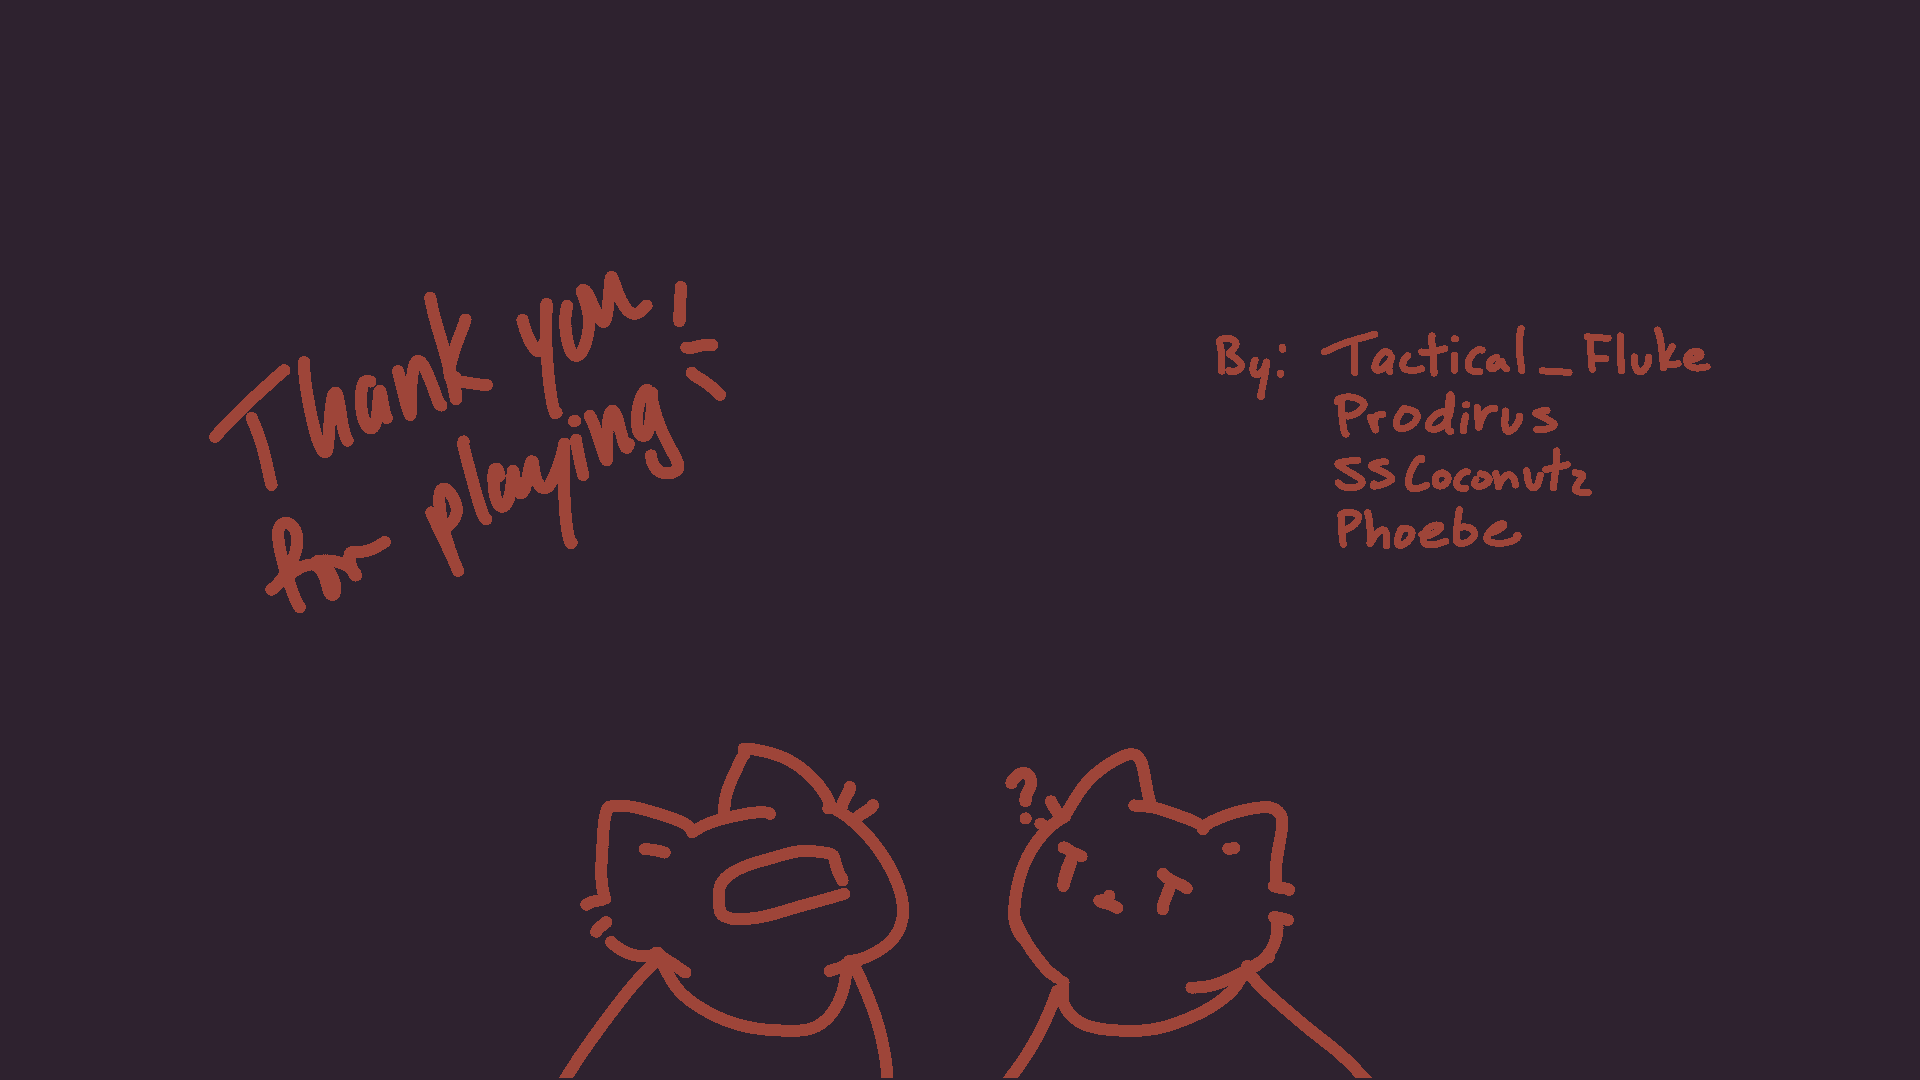 Thank you
for playing
By: Tactical_Fluke
Prodirus
SSCoconutz
Phoebe
?